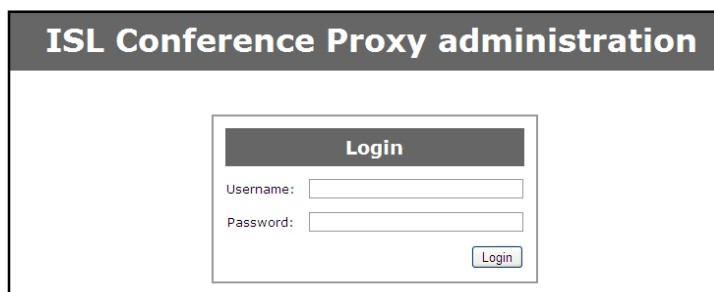 ISL Conference Proxy administration
Login
Username:
Password:
Login